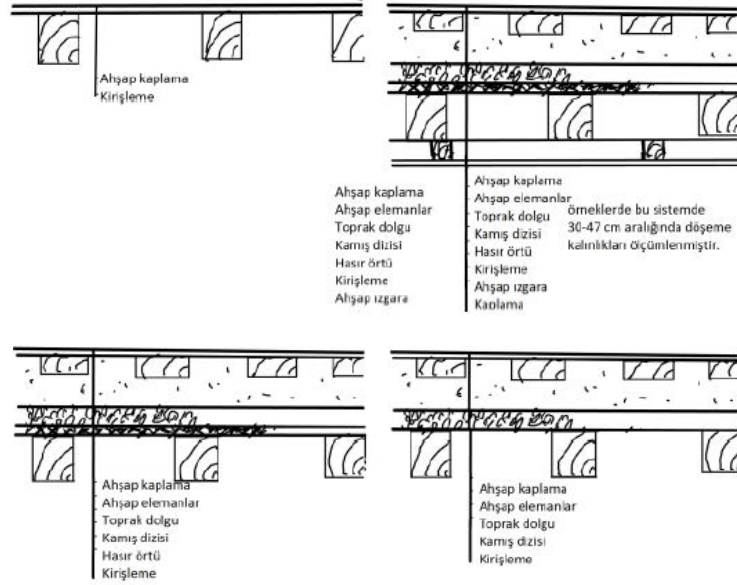 Ahşap kaplama
Kirişleme
Ahşap kaplama
Ahşap elemanlar
Toprak dolgu
Kamış dizisi
Hasır örtü
Kirişleme
Ahşap ızgara
Ahşap kaplama
Ahşap elemanlar
Toprak dolgu
Kamış dizisi
Hasır örtü
Kirişleme
Ahşap ızgara
Kaplama
örneklerde bu sistemde
30-47 cm aralığında döşeme
kalınlıkları ölçümlenmiştir.
Ahşap kaplama
Ahşap elemanlar
Toprak dolgu
Kamış dizisi
Hasır örtü
Kirişleme
Ahşap kaplama
Ahşap elemanlar
Toprak dolgu
Kamış dizisi
Kirişleme